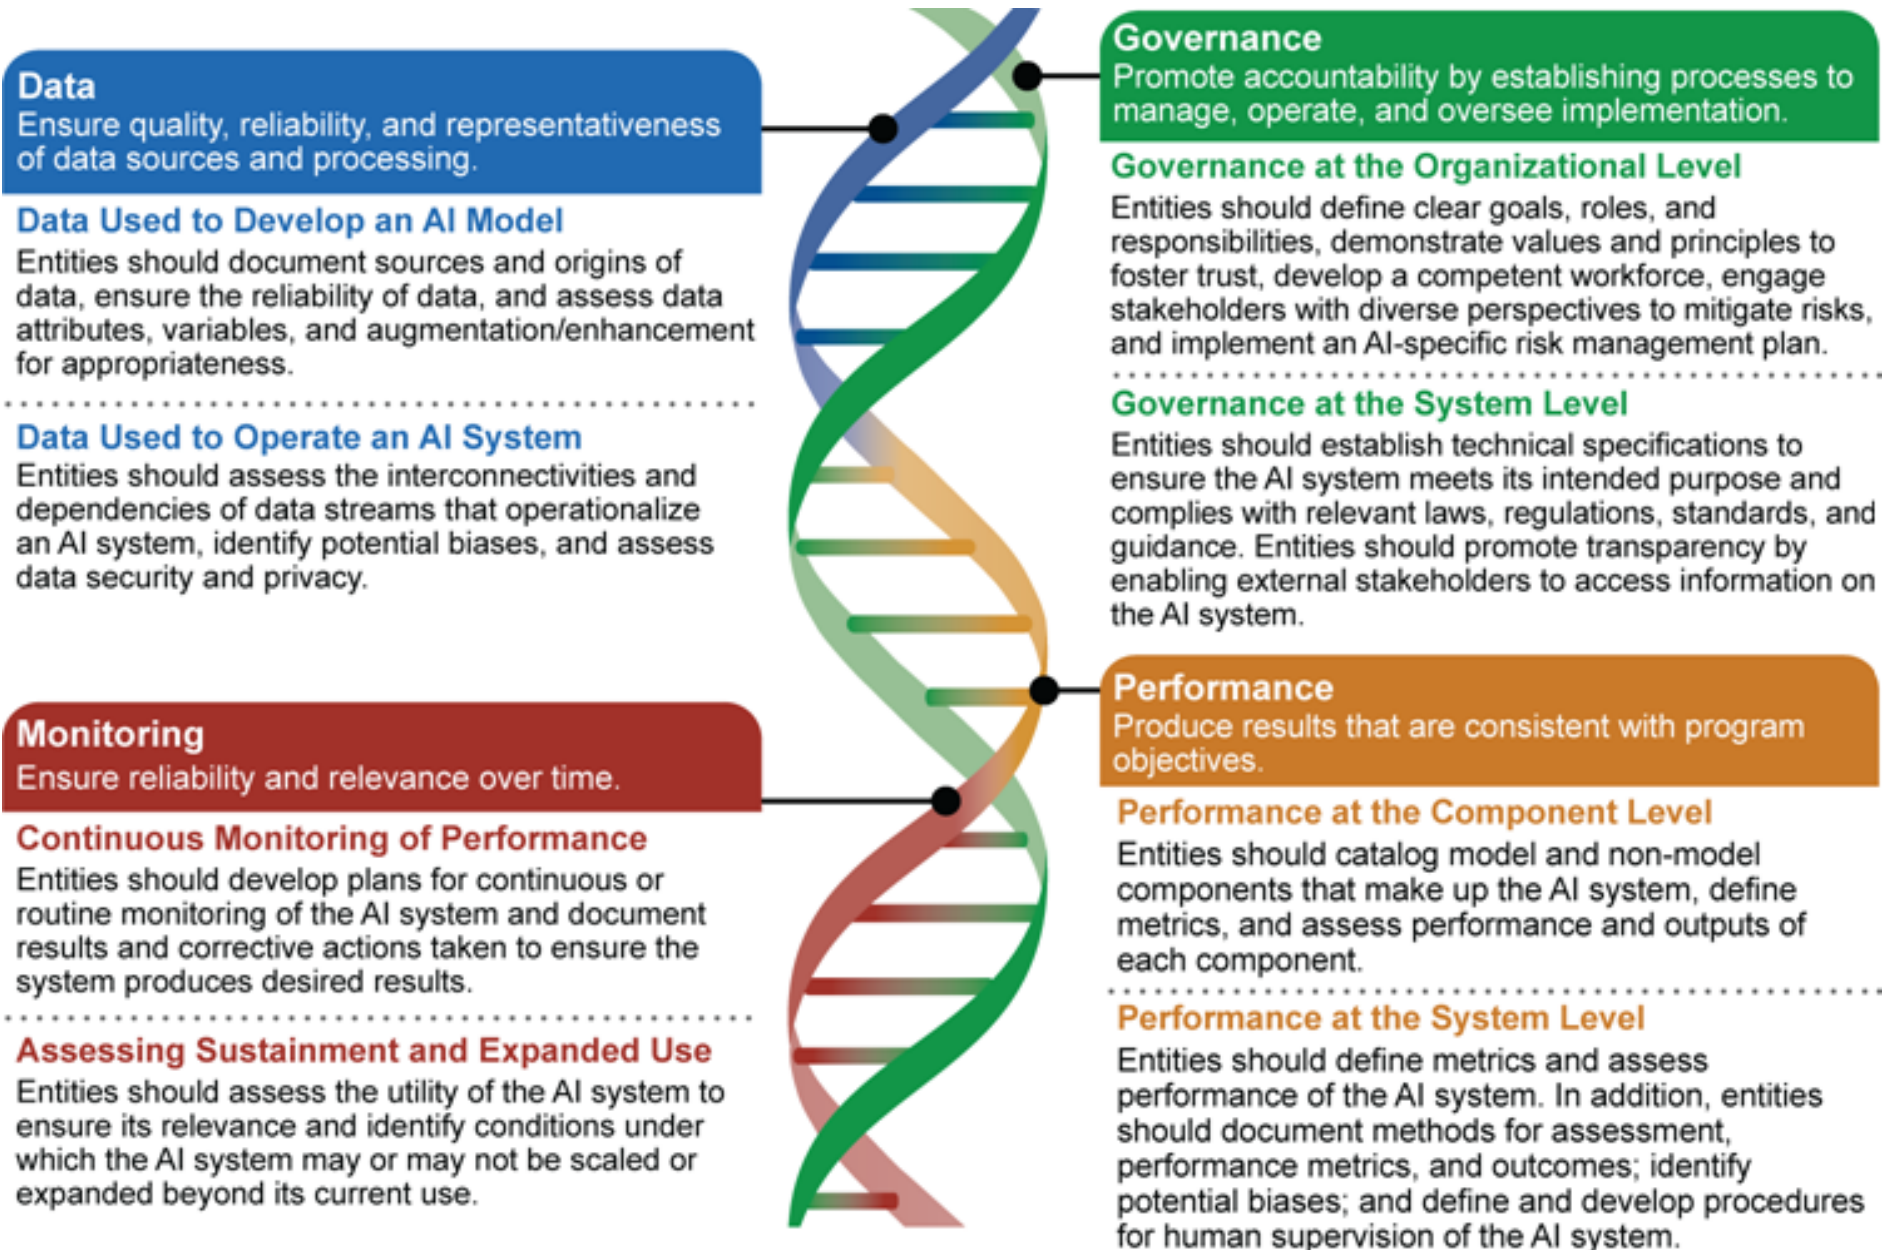 Data
Ensure quality, reliability, and representativeness
of data sources and processing.
Data Used to Develop an AI Model
Entities should document sources and origins of
data, ensure the reliability of data, and assess data
attributes, variables, and augmentation/enhancement
for appropriateness.
Data Used to Operate an AI System
Entities should assess the interconnectivities and
dependencies of data streams that operationalize
an AI system, identify potential biases, and assess
data security and privacy.
Governance
Promote accountability by establishing processes to
manage, operate, and oversee implementation.
Governance at the Organizational Level
Entities should define clear goals, roles, and
responsibilities, demonstrate values and principles to
foster trust, develop a competent workforce, engage
stakeholders with diverse perspectives to mitigate risks,
and implement an AI-specific risk management plan.
Governance at the System Level
Entities should establish technical specifications to
ensure the AI system meets its intended purpose and
complies with relevant laws, regulations, standards, and
guidance. Entities should promote transparency by
enabling external stakeholders to access information on
the AI system.
Monitoring
Ensure reliability and relevance over time.
Continuous Monitoring of Performance
Entities should develop plans for continuous or
routine monitoring of the AI system and document
results and corrective actions taken to ensure the
system produces desired results.
Assessing Sustainment and Expanded Use
Entities should assess the utility of the AI system to
ensure its relevance and identify conditions under
which the AI system may or may not be scaled or
expanded beyond its current use.
Performance
Produce results that are consistent with program
objectives.
Performance at the Component Level
Entities should catalog model and non-model
components that make up the AI system, define
metrics, and assess performance and outputs of
each component.
Performance at the System Level
Entities should define metrics and assess
performance of the AI system. In addition, entities
should document methods for assessment,
performance metrics, and outcomes; identify
potential biases; and define and develop procedures
for human supervision of the AI system.